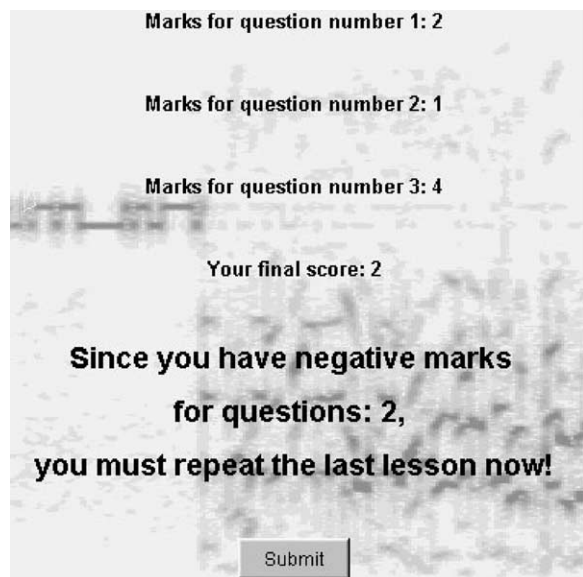 Marks for question number 1: 2
Marks for question number 2: 1
Marks for question number 3: 4
Your final score: 2
Since you have negative marks
for questions: 2,
you must repeat the last lesson now!
Submit